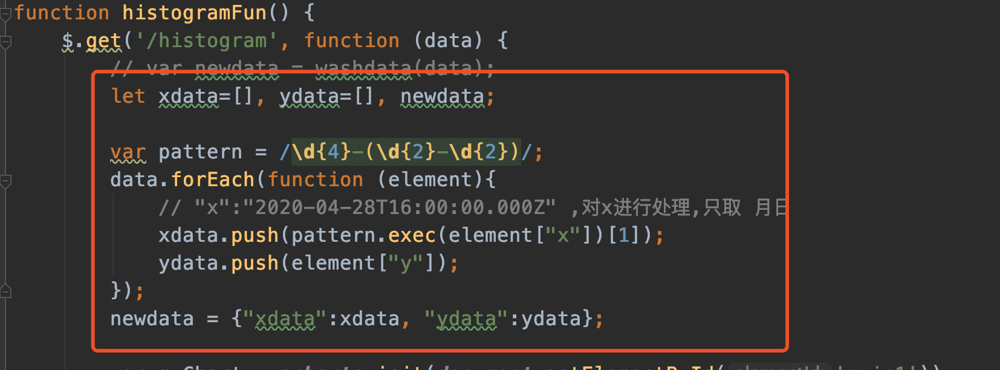 function histogramFun() {
$.get('/histogram', function (data) {
// var newdata = washdata(data);
let xdata=[], ydata=[], newdata;
var pattern = /\d{4}-(\d{2}-\d{2})/;
data.forEach(function (element){
// "x":"2020-04-28T16:00:00.000Z" ,对x进行处理,只取 月日
xdata.push(pattern.exec(element["x"])[1]);
ydata.push(element["y"]);
});
newdata = {"xdata":xdata, "ydata":ydata};